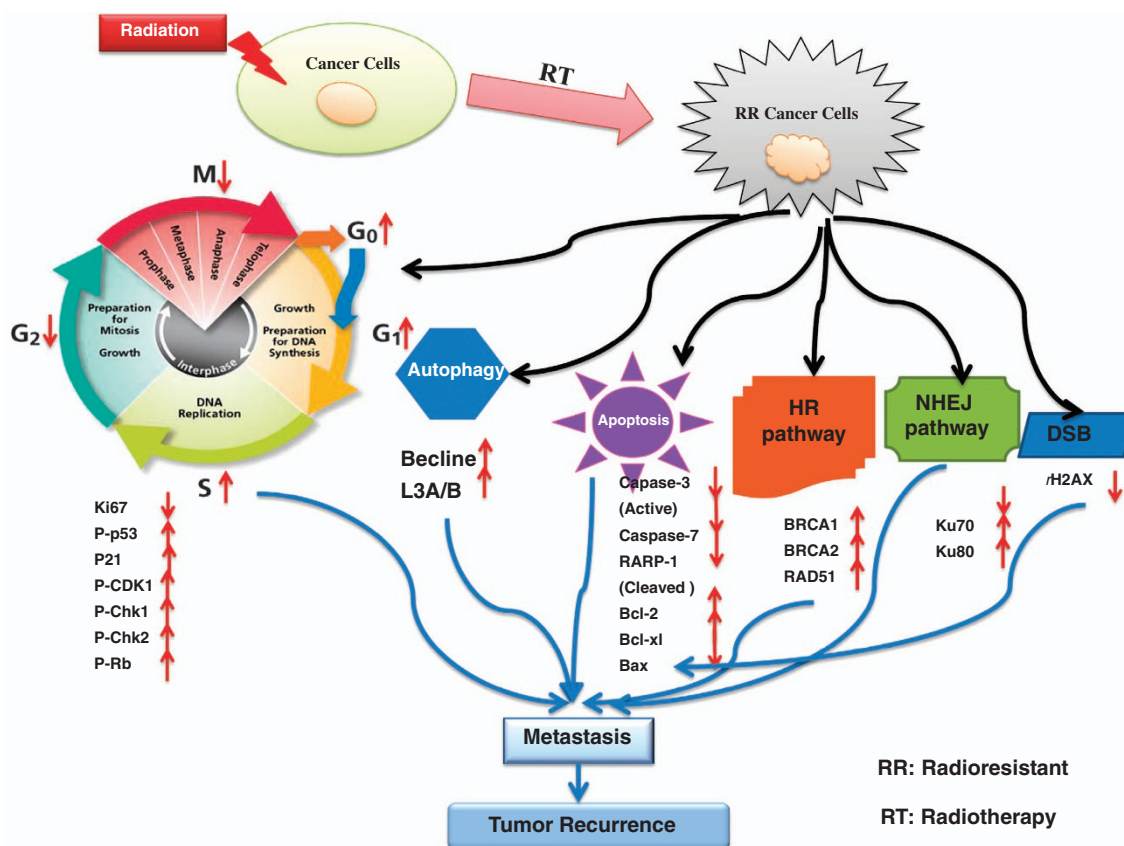 Radiation
Cancer Cells
RT
RR Cancer Cells
M
Prophase
Metaphase
Anaphase
Telophase
G0
G2
Preparation
for
Mitosis
Growth
Interphase
Growth
Preparation
for DNA
Synthesis
G1
DNA
Replication
S
Ki67
P-p53
P21
P-CDK1
P-Chk1
P-Chk2
P-Rb
Autophagy
Becline
L3A/B
Apoptosis
Capase-3
(Active)
Caspase-7
RARP-1
(Cleaved )
Bcl-2
Bcl-xl
Bax
HR
pathway
BRCA1
BRCA2
RAD51
NHEJ
pathway
Ku70
Ku80
DSB
rH2AX
Metastasis
Tumor Recurrence
RR: Radioresistant
RT: Radiotherapy